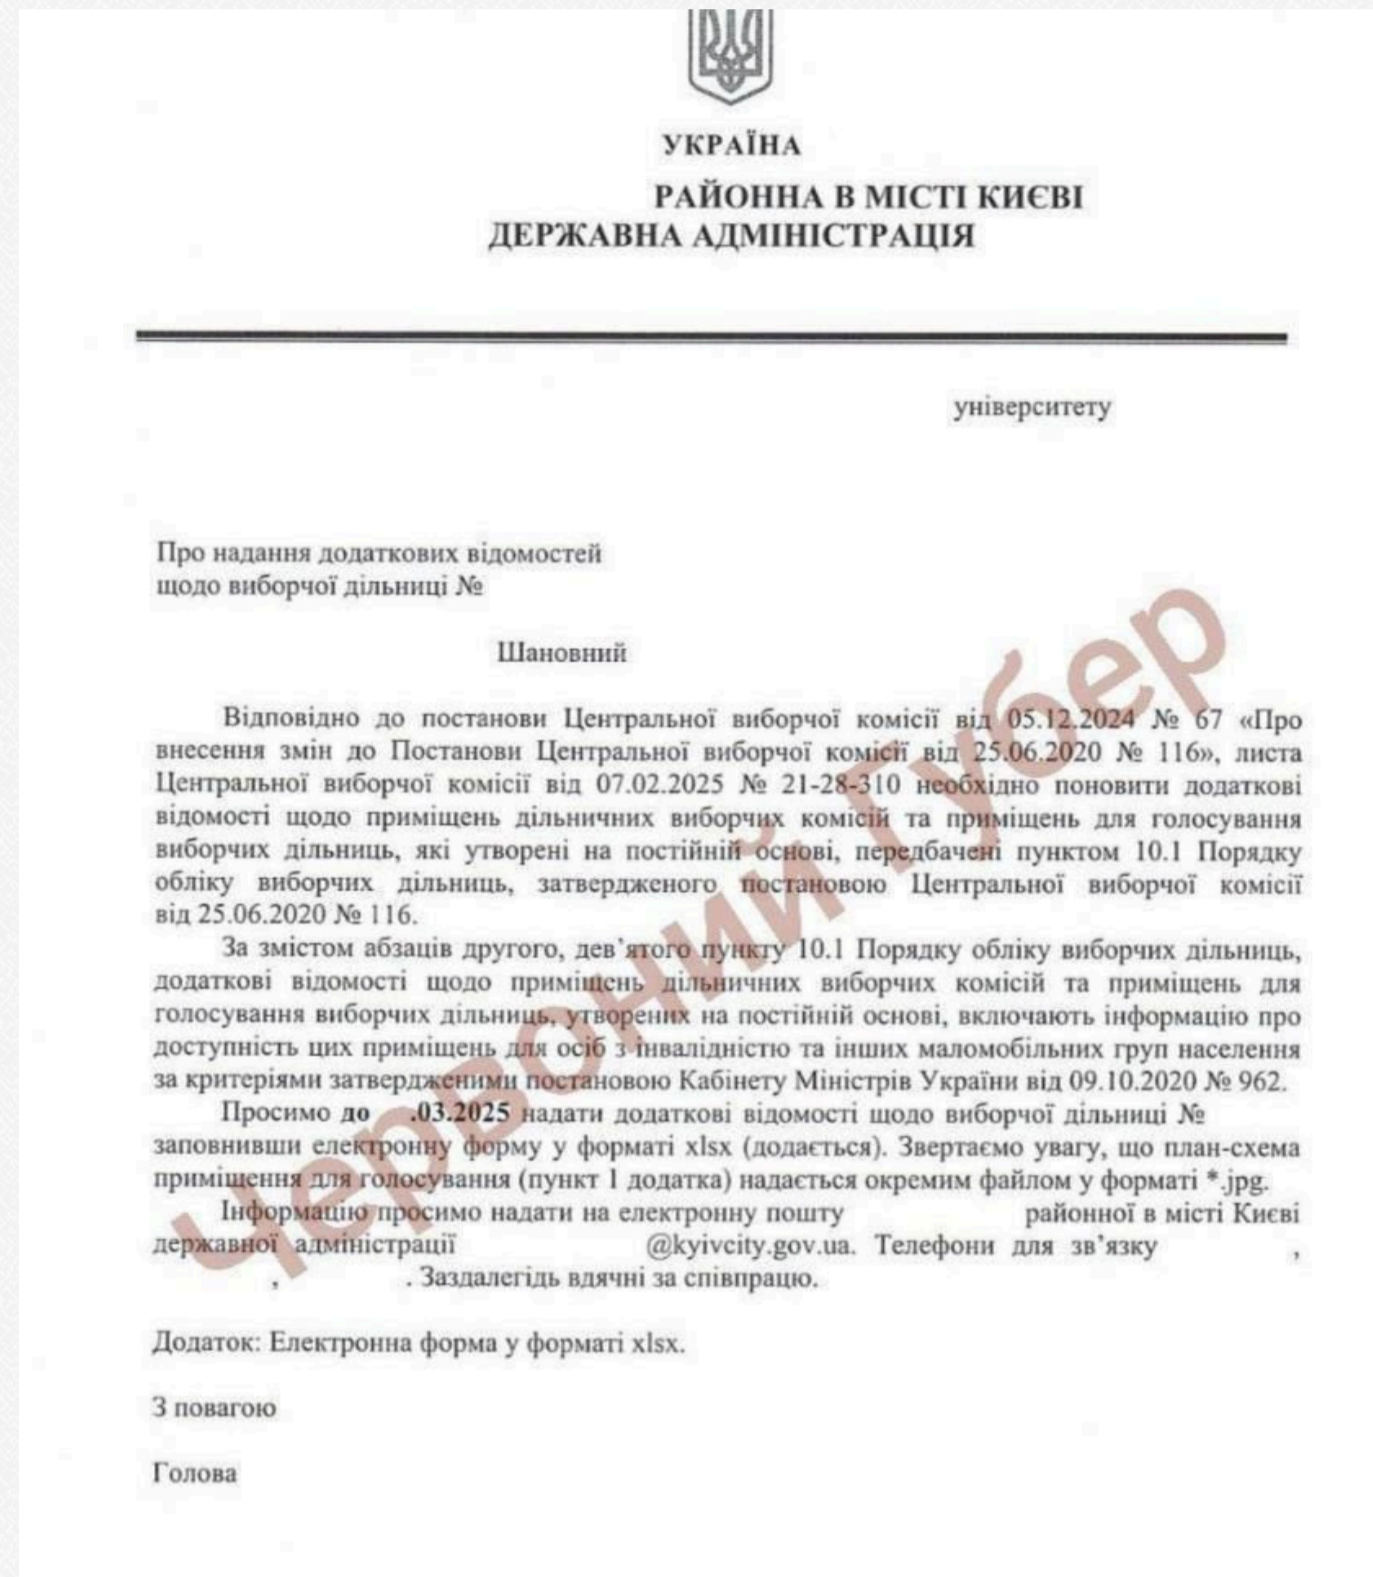 УКРАЇНА
РАЙОННА В МІСТІ КИЄВІ
ДЕРЖАВНА АДМІНІСТРАЦІЯ
університету
Про надання додаткових відомостей
щодо виборчої дільниці №
Шановний
Відповідно до постанови Центральної виборчої комісії від 05.12.2024 № 67 «Про
внесення змін до Постанови Центральної виборчої комісії від 25.06.2020 № 116», листа
Центральної виборчої комісії від 07.02.2025 № 21-28-310 необхідно поновити додаткові
відомості щодо приміщень дільничних виборчих комісій та приміщень для голосування
виборчих дільниць, які утворені на постійній основі, передбачені пунктом 10.1 Порядку
обліку виборчих дільниць, затвердженого постановою Центральної виборчої комісії
від 25.06.2020 № 116.
За змістом абзаців другого, дев’ятого пункту 10.1 Порядку обліку виборчих дільниць,
додаткові відомості щодо приміщень дільничних виборчих комісій та приміщень для
голосування виборчих дільниць, утворених на постійній основі, включають інформацію про
доступність цих приміщень для осіб з інвалідністю та інших маломобільних груп населення
за критеріями затвердженими постановою Кабінету Міністрів України від 09.10.2020 № 962.
Просимо до .03.2025 надати додаткові відомості щодо виборчої дільниці №
заповнивши електронну форму у форматі xlsx (додається). Звертаємо увагу, що план-схема
приміщення для голосування (пункт 1 додатка) надається окремим файлом у форматі *.jpg.
Інформацію просимо надати на електронну пошту районної в місті Києві
державної адміністрації @kyivcity.gov.ua. Телефони для зв’язку ,
, . Заздалегідь вдячні за співпрацю.
Додаток: Електронна форма у форматі xlsx.
З повагою
Голова
Червоний Губер